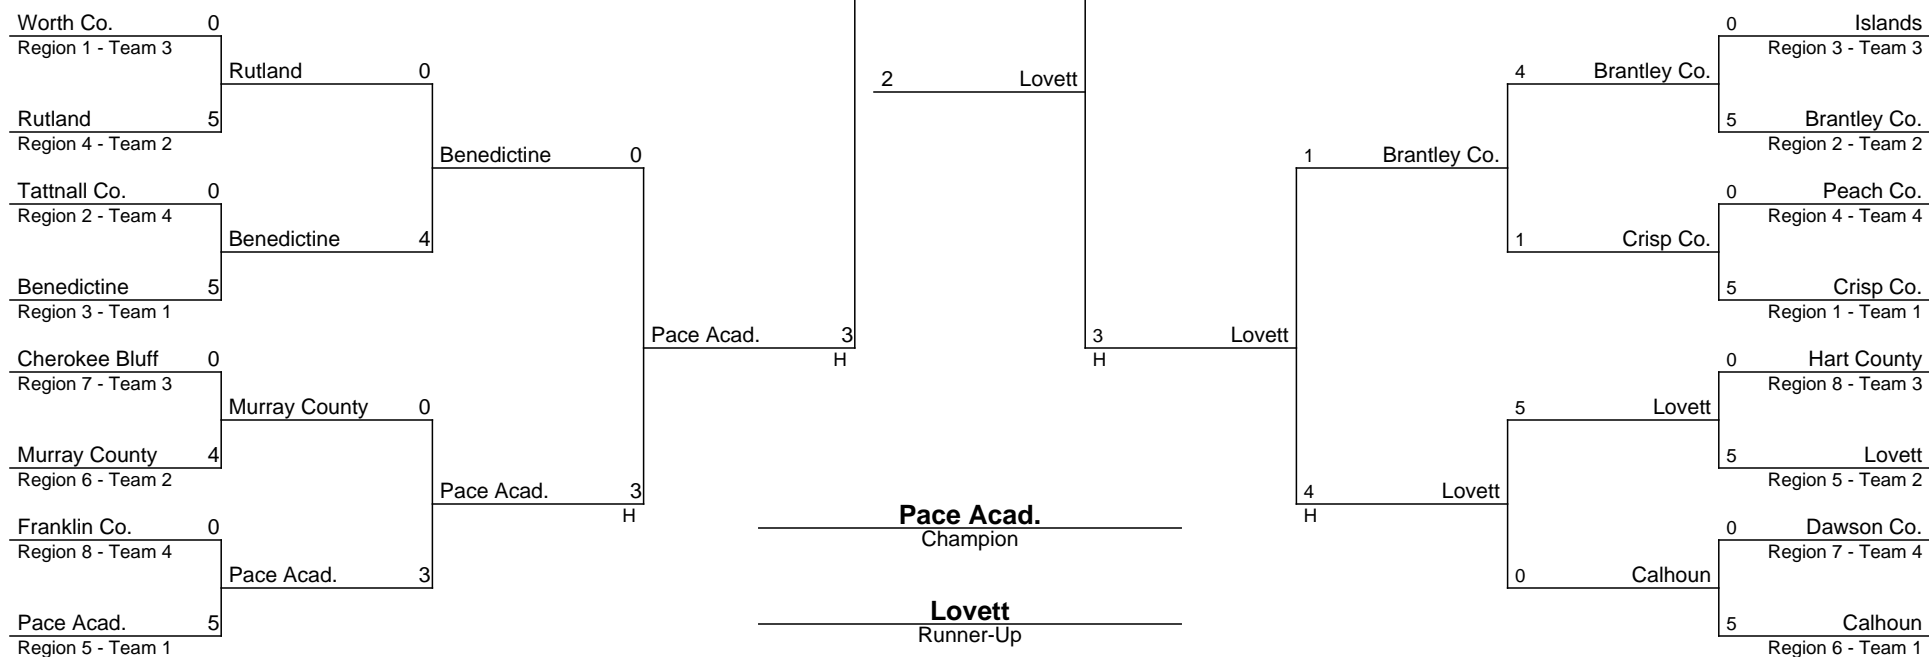 Worth Co. 0
Region 1 - Team 3
Rutland 0
Rutland 5
Region 4 - Team 2
Benedictine 0
Tattnall Co. 0
Region 2 - Team 4
Benedictine 4
Benedictine 5
Region 3 - Team 1
Pace Acad. 3
H
Cherokee Bluff 0
Region 7 - Team 3
Murray County 0
Murray County 4
Region 6 - Team 2
Pace Acad. 3
H
Franklin Co. 0
Region 8 - Team 4
Pace Acad. 3
Pace Acad. 5
Region 5 - Team 1
2 Lovett
Pace Acad.
Champion
Lovett
Runner-Up
0 Islands
Region 3 - Team 3
4 Brantley Co.
5 Brantley Co.
Region 2 - Team 2
1 Brantley Co.
0 Peach Co.
Region 4 - Team 4
1 Crisp Co.
5 Crisp Co.
Region 1 - Team 1
3 Lovett
H
0 Hart County
Region 8 - Team 3
5 Lovett
5 Lovett
Region 5 - Team 2
4 Lovett
H
0 Dawson Co.
Region 7 - Team 4
0 Calhoun
5 Calhoun
Region 6 - Team 1